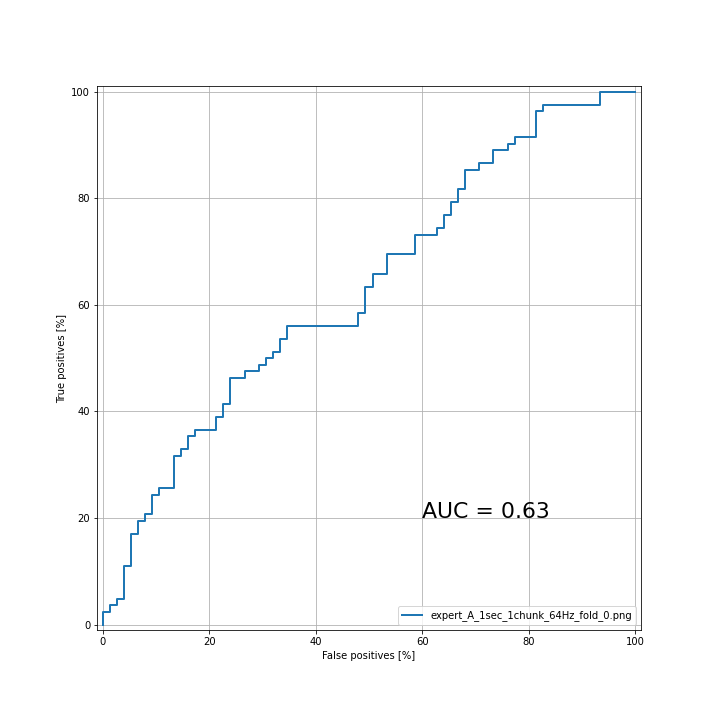 100
80
60
40
20
0
True positives [%]
AUC = 0.63
expert_A_1sec_1chunk_64Hz_fold_0.png
0 20 40 60 80 100
False positives [%]